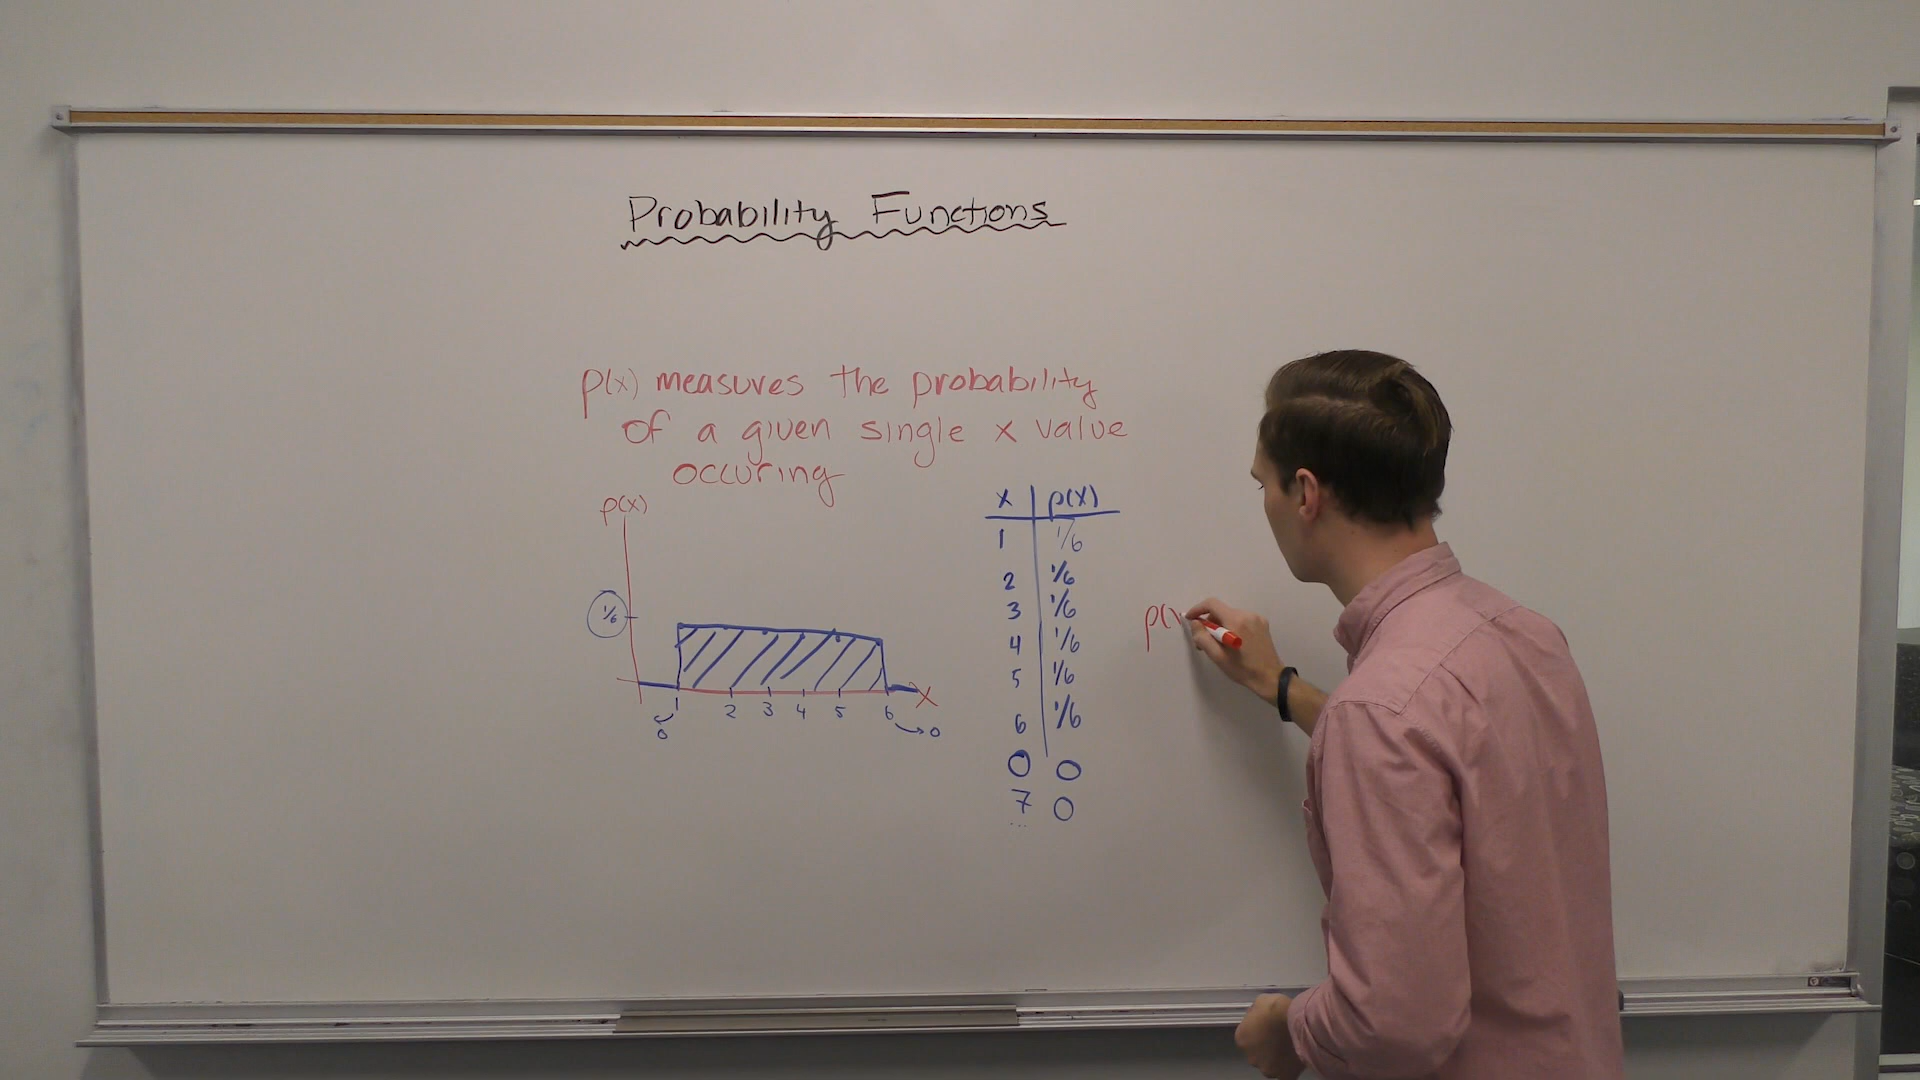 Probability Functions
p(x) measures the probability
of a given single x value
occuring
p(x)
1/6
1 2 3 4 5 6 X
0 0
x p(x)
1 1/6
2 1/6
3 1/6
4 1/6
5 1/6
6 1/6
0 0
7 0
...
p(